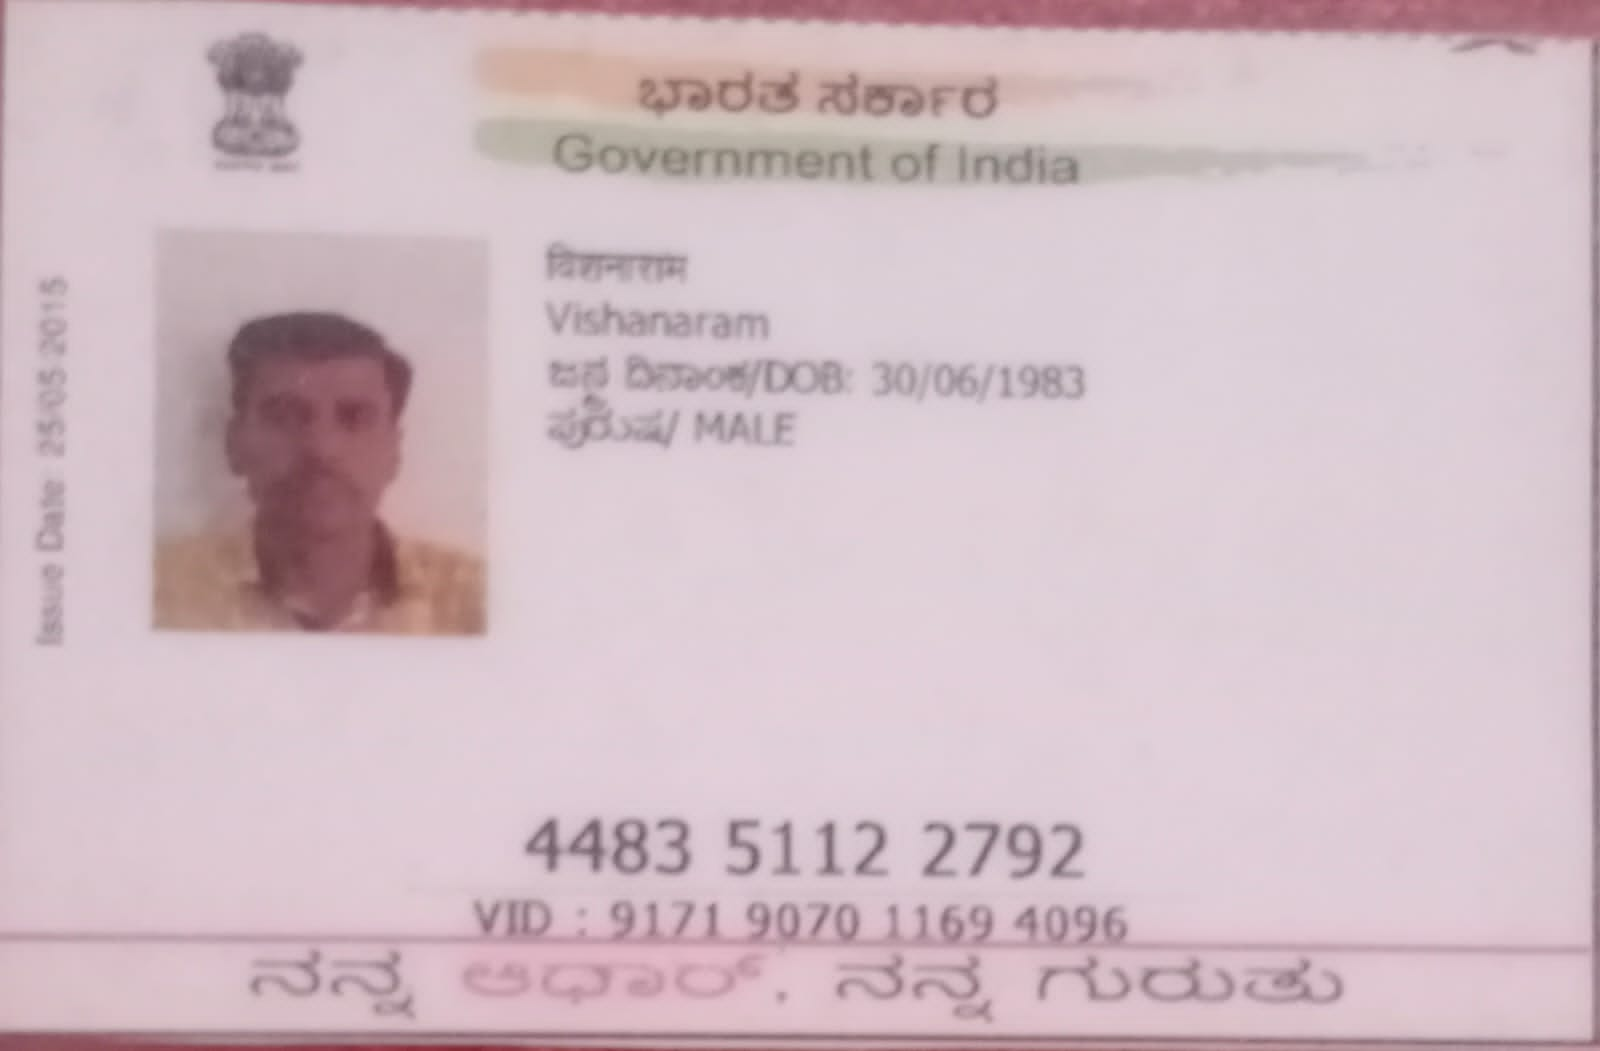 ಭಾರತ ಸರ್ಕಾರ
Government of India
Issue Date: 25/05/2015
विशनाराम
Vishanaram
ಜನ್ಮ ದಿನಾಂಕ/DOB: 30/06/1983
ಪುರುಷ/ MALE
4483 5112 2792
VID : 9171 9070 1169 4096
ನನ್ನ ಆಧಾರ್, ನನ್ನ ಗುರುತು